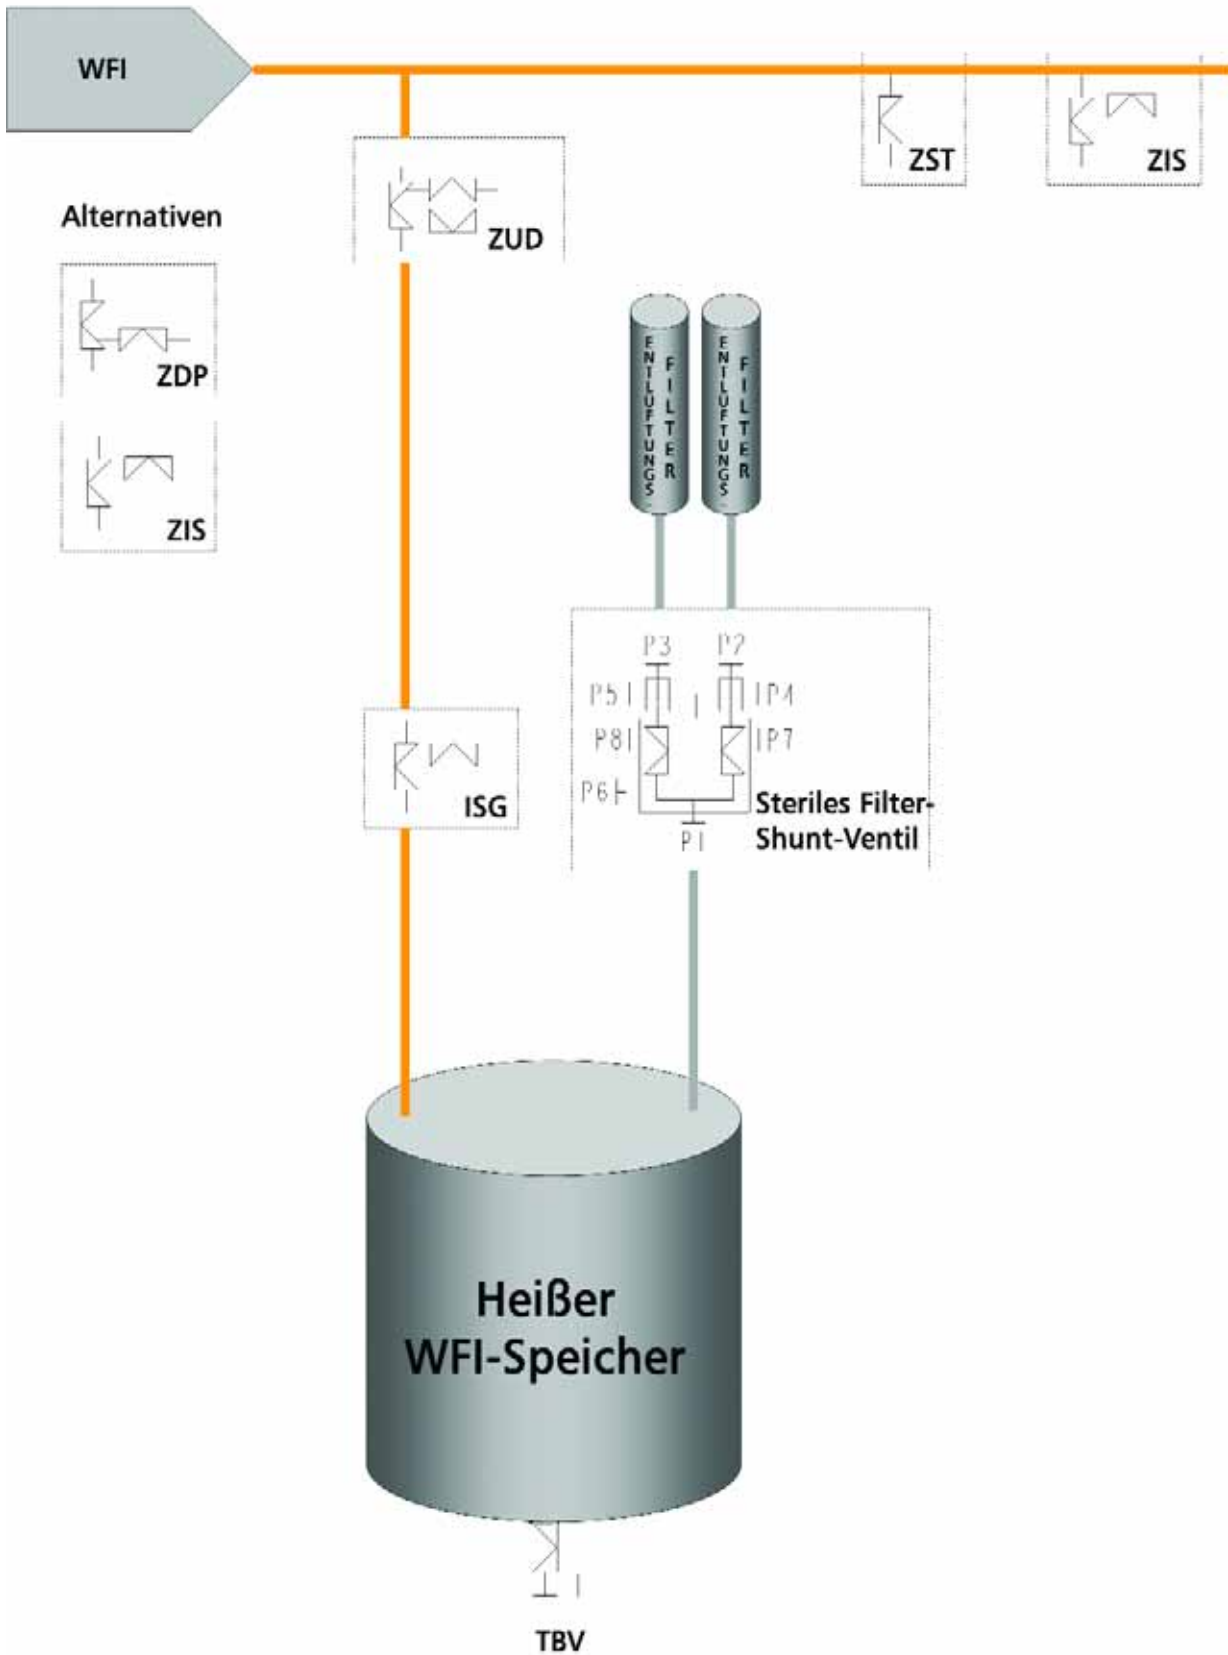 WFI
ZST
ZIS
Alternativen
ZUD
ZDP
ZIS
ENTLÜFTUNGS-
FILTER
ENTLÜFTUNGS-
FILTER
P3
P2
P5
P4
P8
P7
P6
Steriles Filter-
Shunt-Ventil
P1
ISG
Heißer
WFI-Speicher
TBV